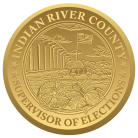 INDIAN RIVER COUNTY
SUPERVISOR OF ELECTIONS